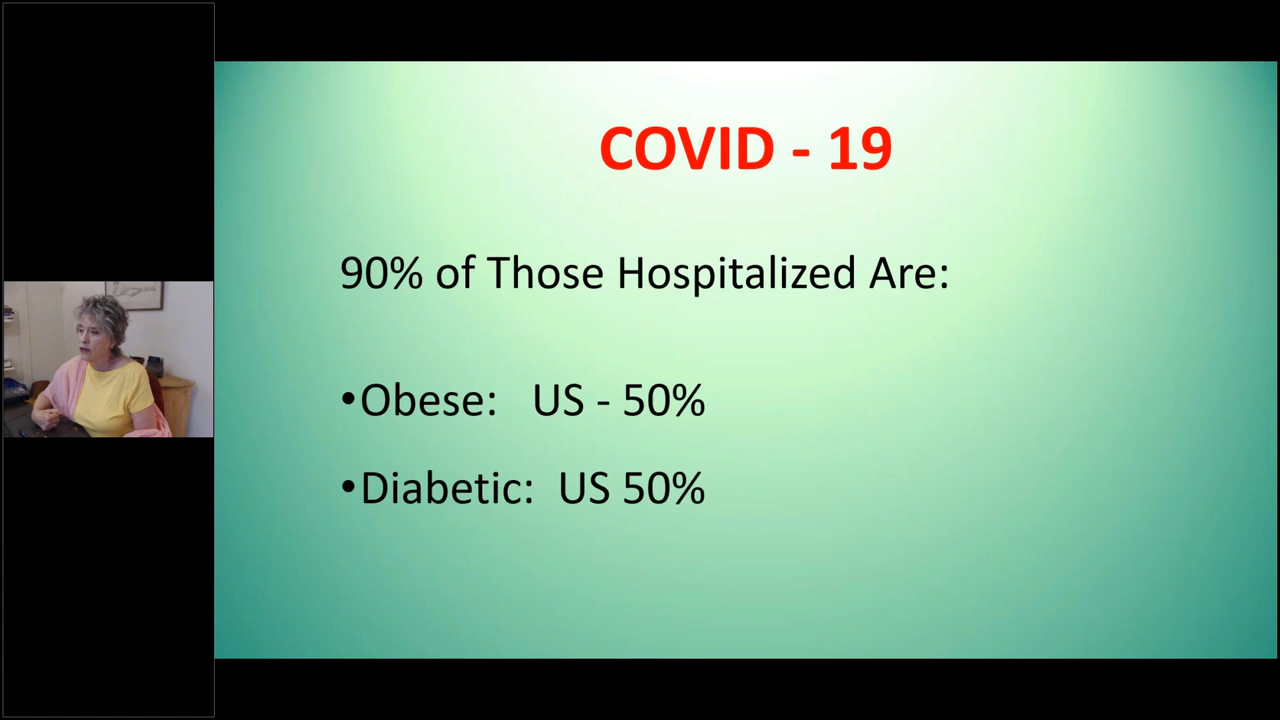 COVID - 19
90% of Those Hospitalized Are:
•Obese: US - 50%
•Diabetic: US 50%